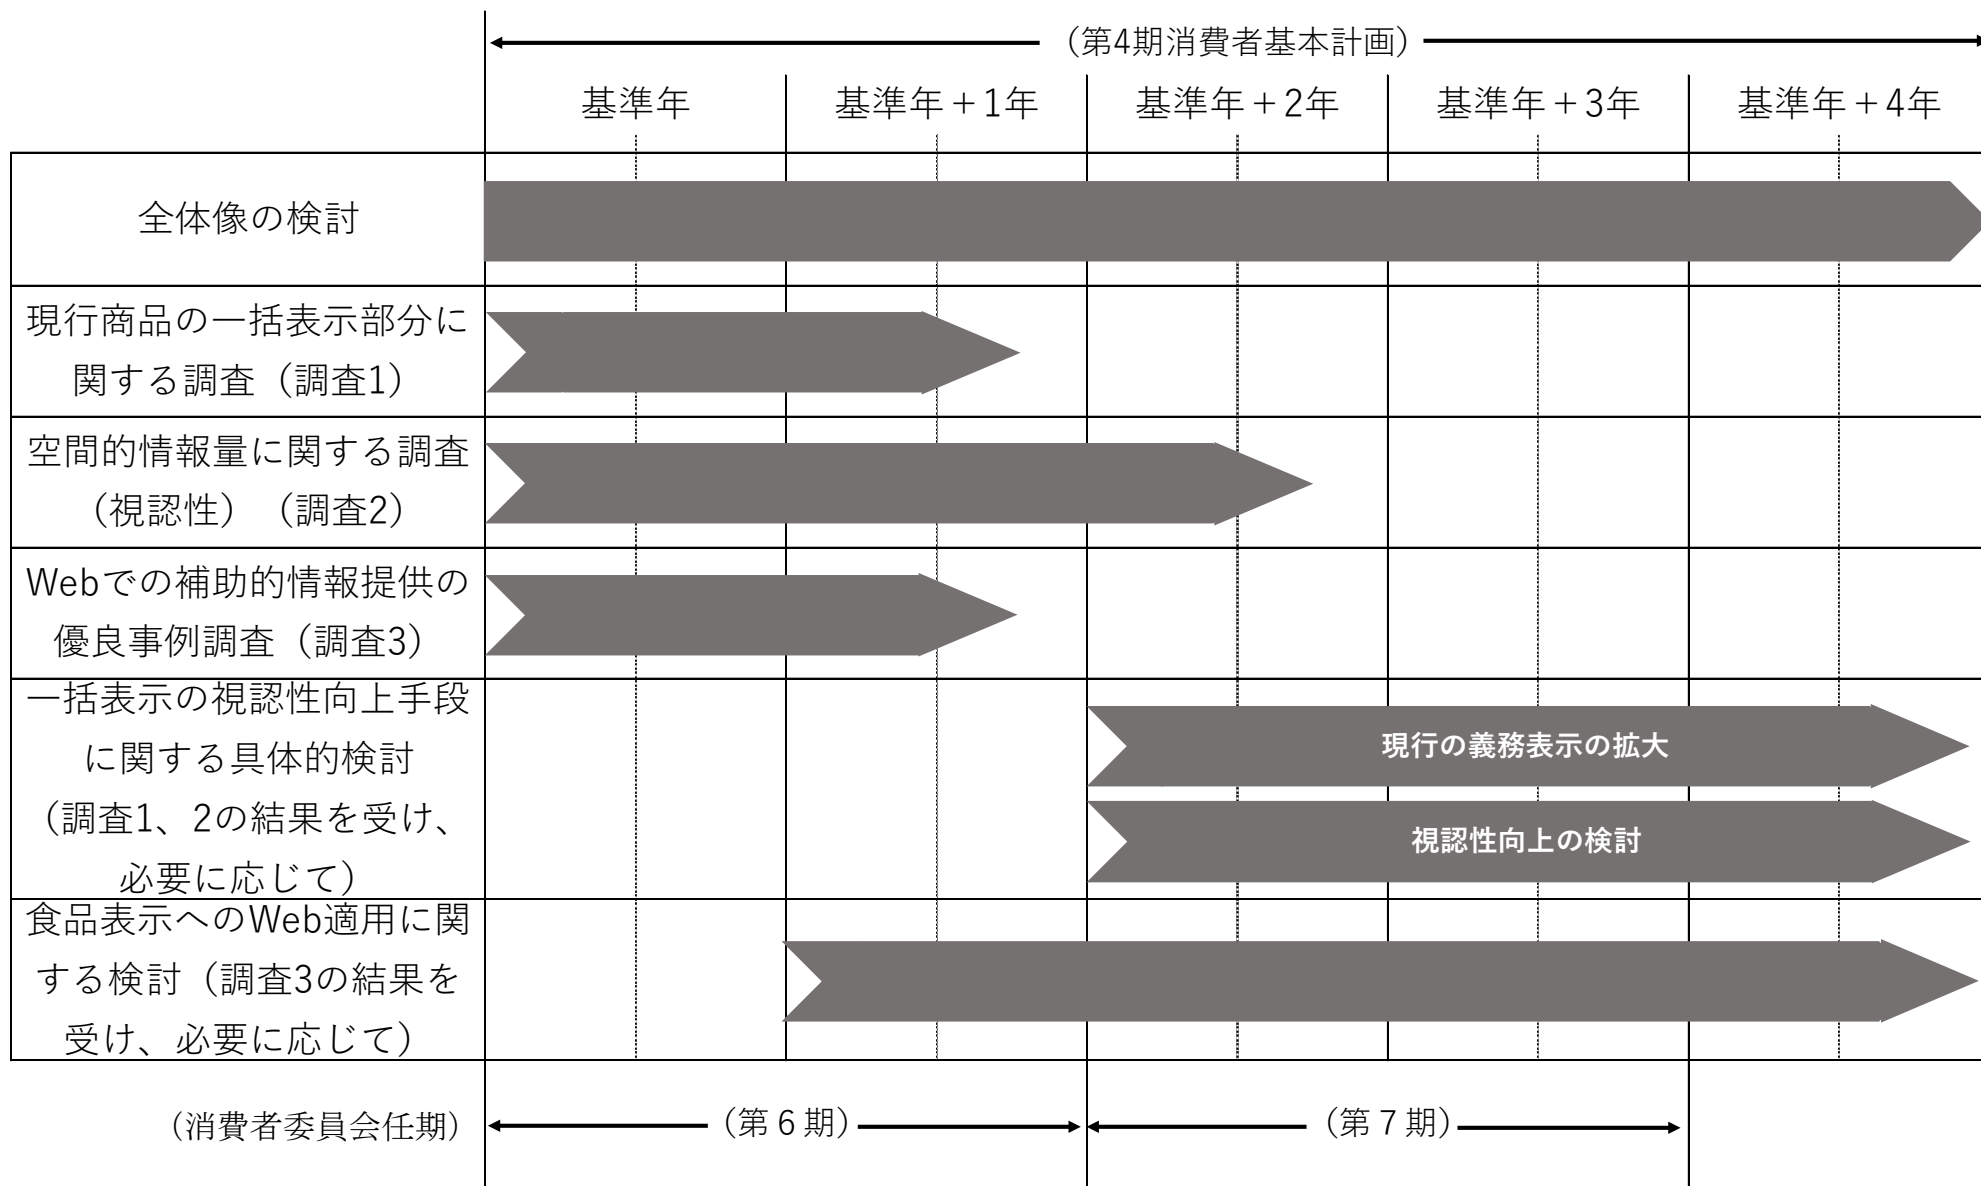 （第4期消費者基本計画）
基準年
基準年＋1年
基準年＋2年
基準年＋3年
基準年＋4年
全体像の検討
現行商品の一括表示部分に
関する調査（調査1）
空間的情報量に関する調査
（視認性）（調査2）
Webでの補助的情報提供の
優良事例調査（調査3）
一括表示の視認性向上手段
に関する具体的検討
（調査1、2の結果を受け、
必要に応じて）
現行の義務表示の拡大
視認性向上の検討
食品表示へのWeb適用に関
する検討（調査3の結果を
受け、必要に応じて）
（消費者委員会任期）
（第６期）
（第７期）